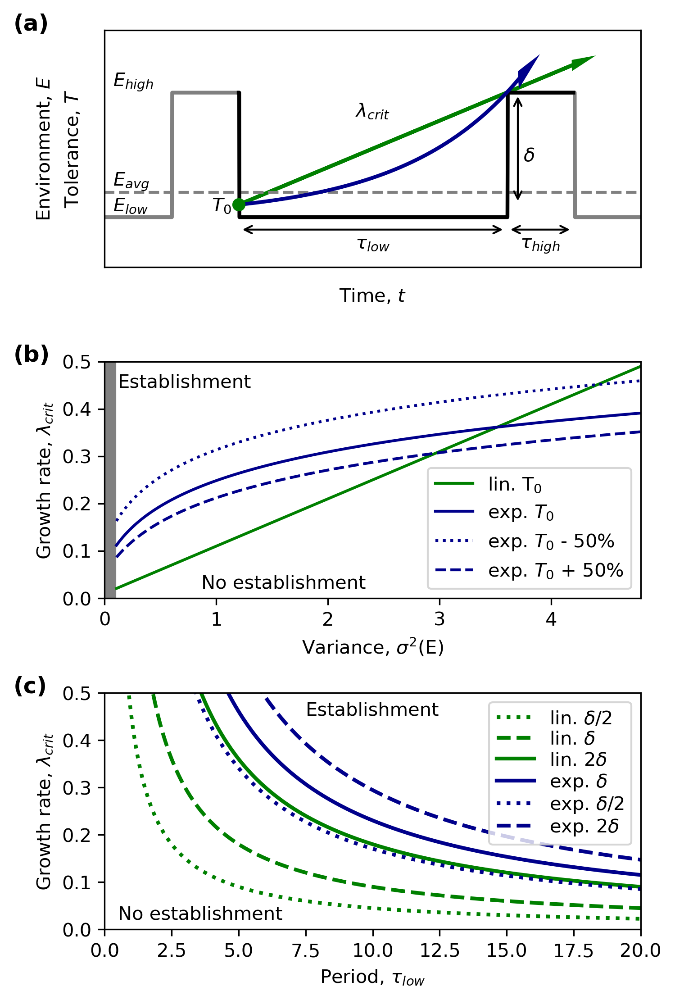 (a)
Environment, E
Tolerance, T
E_high
E_avg
E_low
T_0
λ_crit
δ
τ_low
τ_high
Time, t
(b)
Growth rate, λ_crit
0.5
0.4
0.3
0.2
0.1
0.0
Establishment
No establishment
lin. T_0
exp. T_0
exp. T_0 - 50%
exp. T_0 + 50%
0 1 2 3 4
Variance, σ²(E)
(c)
Growth rate, λ_crit
0.5
0.4
0.3
0.2
0.1
0.0
Establishment
No establishment
lin. δ/2
lin. δ
lin. 2δ
exp. δ
exp. δ/2
exp. 2δ
0.0 2.5 5.0 7.5 10.0 12.5 15.0 17.5 20.0
Period, τ_low